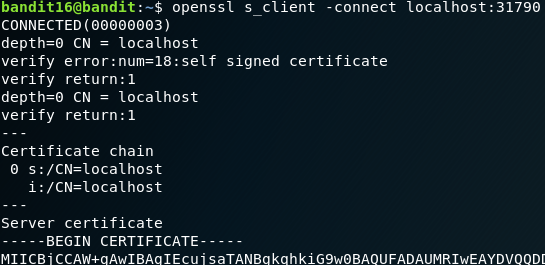 bandit16@bandit:~$ openssl s_client -connect localhost:31790
CONNECTED(00000003)
depth=0 CN = localhost
verify error:num=18:self signed certificate
verify return:1
depth=0 CN = localhost
verify return:1
---
Certificate chain
 0 s:/CN=localhost
   i:/CN=localhost
---
Server certificate
-----BEGIN CERTIFICATE-----
MIICBjCCAW+gAwIBAgIEcujsaTANBgkqhkiG9w0BAQUFADAUMRIwEAYDVQQDD